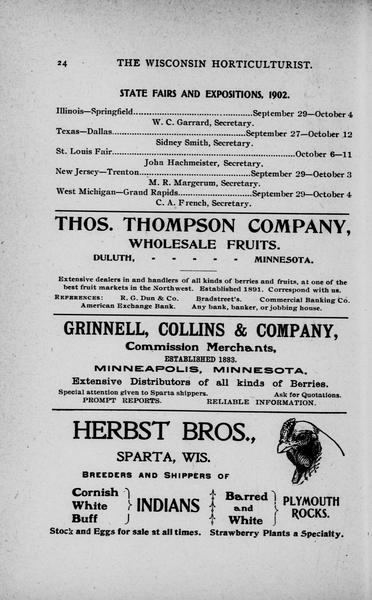 24 THE WISCONSIN HORTICULTURIST.
STATE FAIRS AND EXPOSITIONS, 1902.
Illinois—Springfield........................September 29—October 4
W. C. Garrard, Secretary.
Texas—Dallas........................September 27—October 12
Sidney Smith, Secretary.
St. Louis Fair........................October 6—11
John Hachmeister, Secretary.
New Jersey—Trenton........................September 29—October 3
M. R. Margerum, Secretary.
West Michigan—Grand Rapids........................September 29—October 4
C. A. French, Secretary.
THOS. THOMPSON COMPANY,
WHOLESALE FRUITS.
DULUTH, - - - - - MINNESOTA.
Extensive dealers in and handlers of all kinds of berries and fruits, at one of the
best fruit markets in the Northwest. Established 1891. Correspond with us.
REFERENCES: R. G. Dun & Co. Bradstreet's. Commercial Banking Co.
American Exchange Bank. Any bank, banker, or jobbing house.
GRINNELL, COLLINS & COMPANY,
Commission Merchants,
ESTABLISHED 1883.
MINNEAPOLIS, MINNESOTA.
Extensive Distributors of all kinds of Berries.
Special attention given to Sparta shippers. Ask for Quotations.
PROMPT REPORTS. RELIABLE INFORMATION.
HERBST BROS.,
SPARTA, WIS.
BREEDERS AND SHIPPERS OF
Cornish
White
Buff
INDIANS
Barred
and
White
PLYMOUTH
ROCKS.
Stock and Eggs for sale at all times. Strawberry Plants a Specialty.